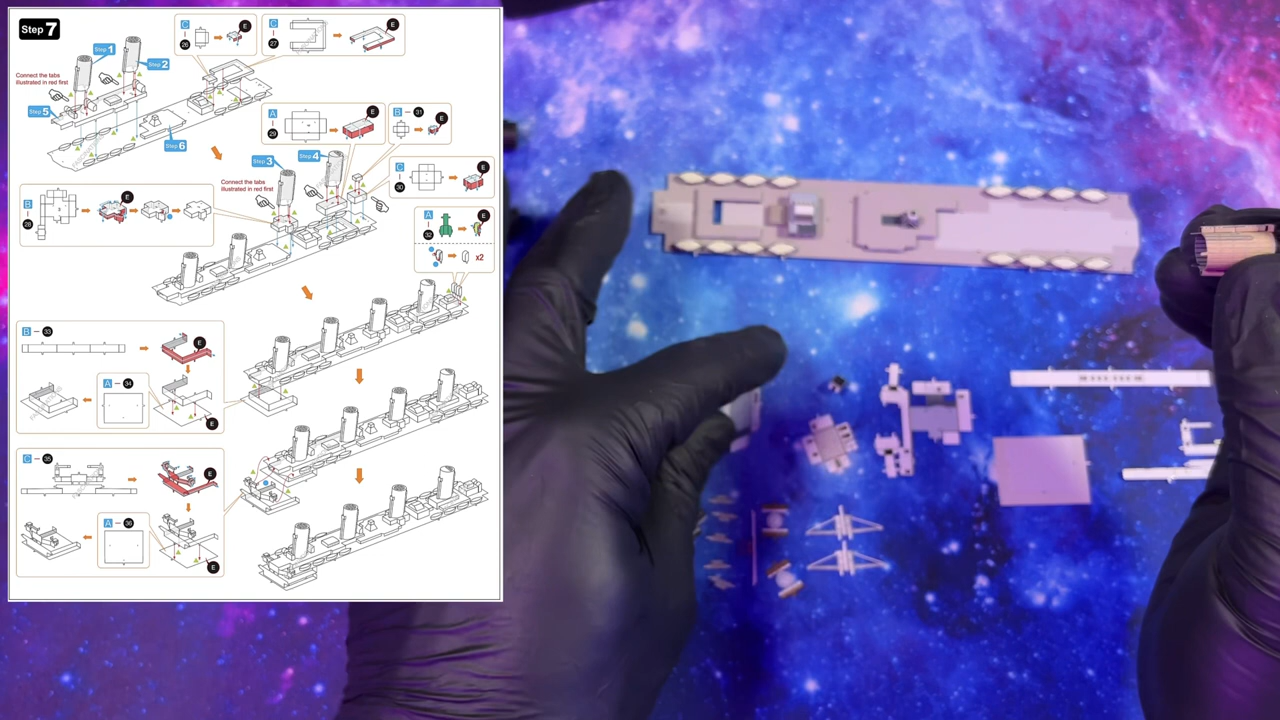 Step 7
Step 1
Step 2
Connect the tabs
illustrated in red first
Step 5
Step 6
C
26
E
C
27
E
A
29
E
B
31
E
Step 3
Step 4
Connect the tabs
illustrated in red first
C
30
E
B
28
E
A
32
E
x2
B
33
E
A
34
E
C
35
E
A
36
E